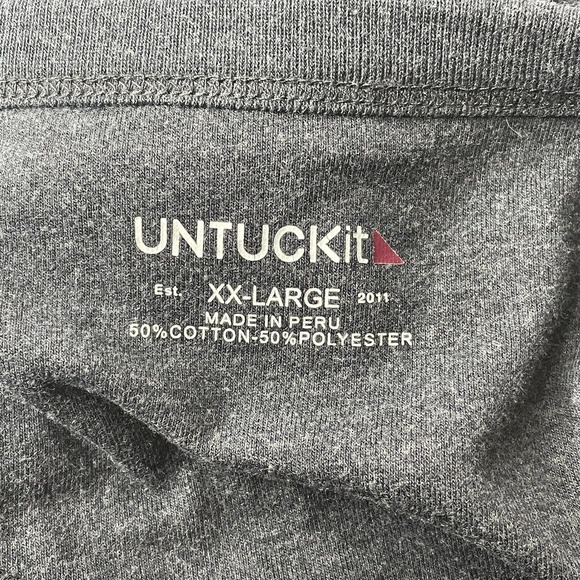 UNTUCKit
Est. XX-LARGE 2011
MADE IN PERU
50%COTTON-50%POLYESTER